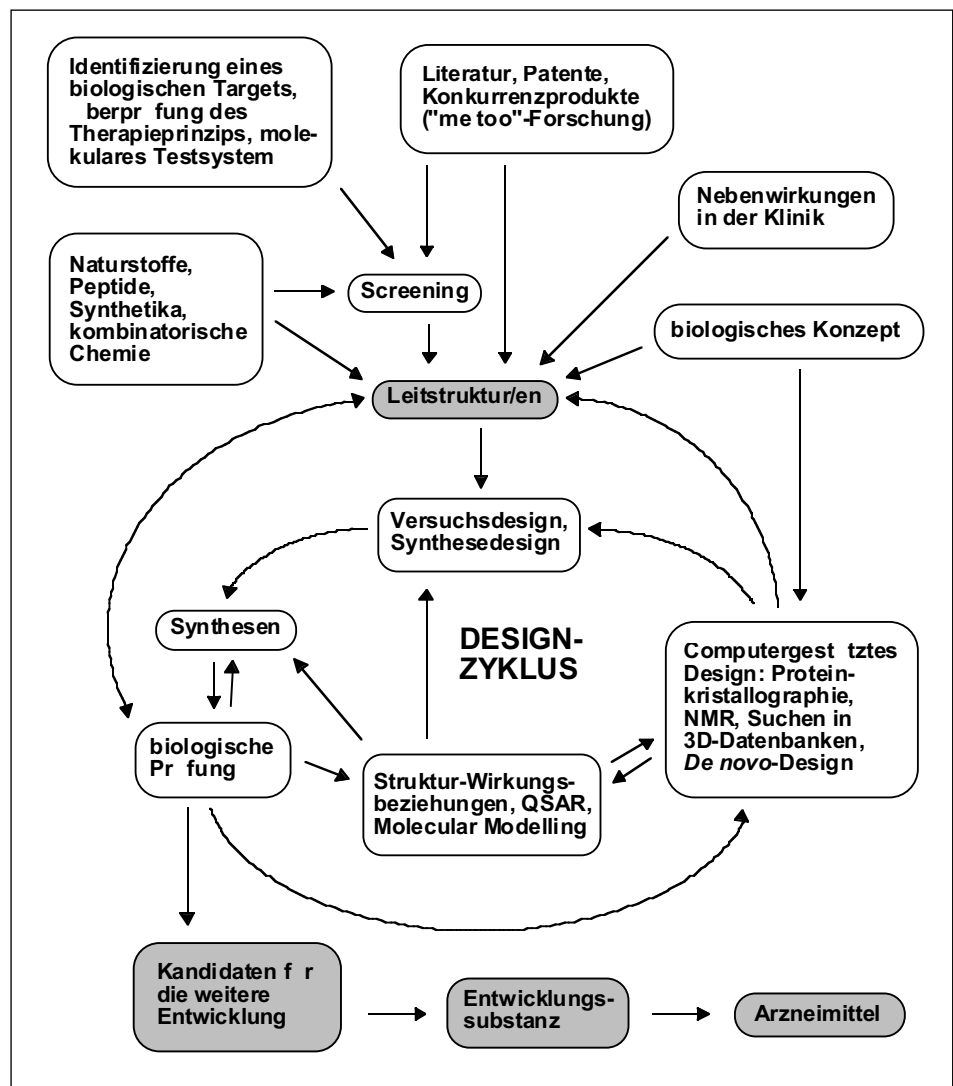 Identifizierung eines
biologischen Targets,
berpr fung des
Therapieprinzips, mole-
kulares Testsystem
Literatur, Patente,
Konkurrenzprodukte
("me too"-Forschung)
Nebenwirkungen
in der Klinik
Naturstoffe,
Peptide,
Synthetika,
kombinatorische
Chemie
Screening
biologisches Konzept
Leitstruktur/en
Versuchsdesign,
Synthesedesign
Synthesen
DESIGN-
ZYKLUS
Computergest tztes
Design: Protein-
kristallographie,
NMR, Suchen in
3D-Datenbanken,
De novo-Design
biologische
Pr fung
Struktur-Wirkungs-
beziehungen, QSAR,
Molecular Modelling
Kandidaten f r
die weitere
Entwicklung
Entwicklungs-
substanz
Arzneimittel